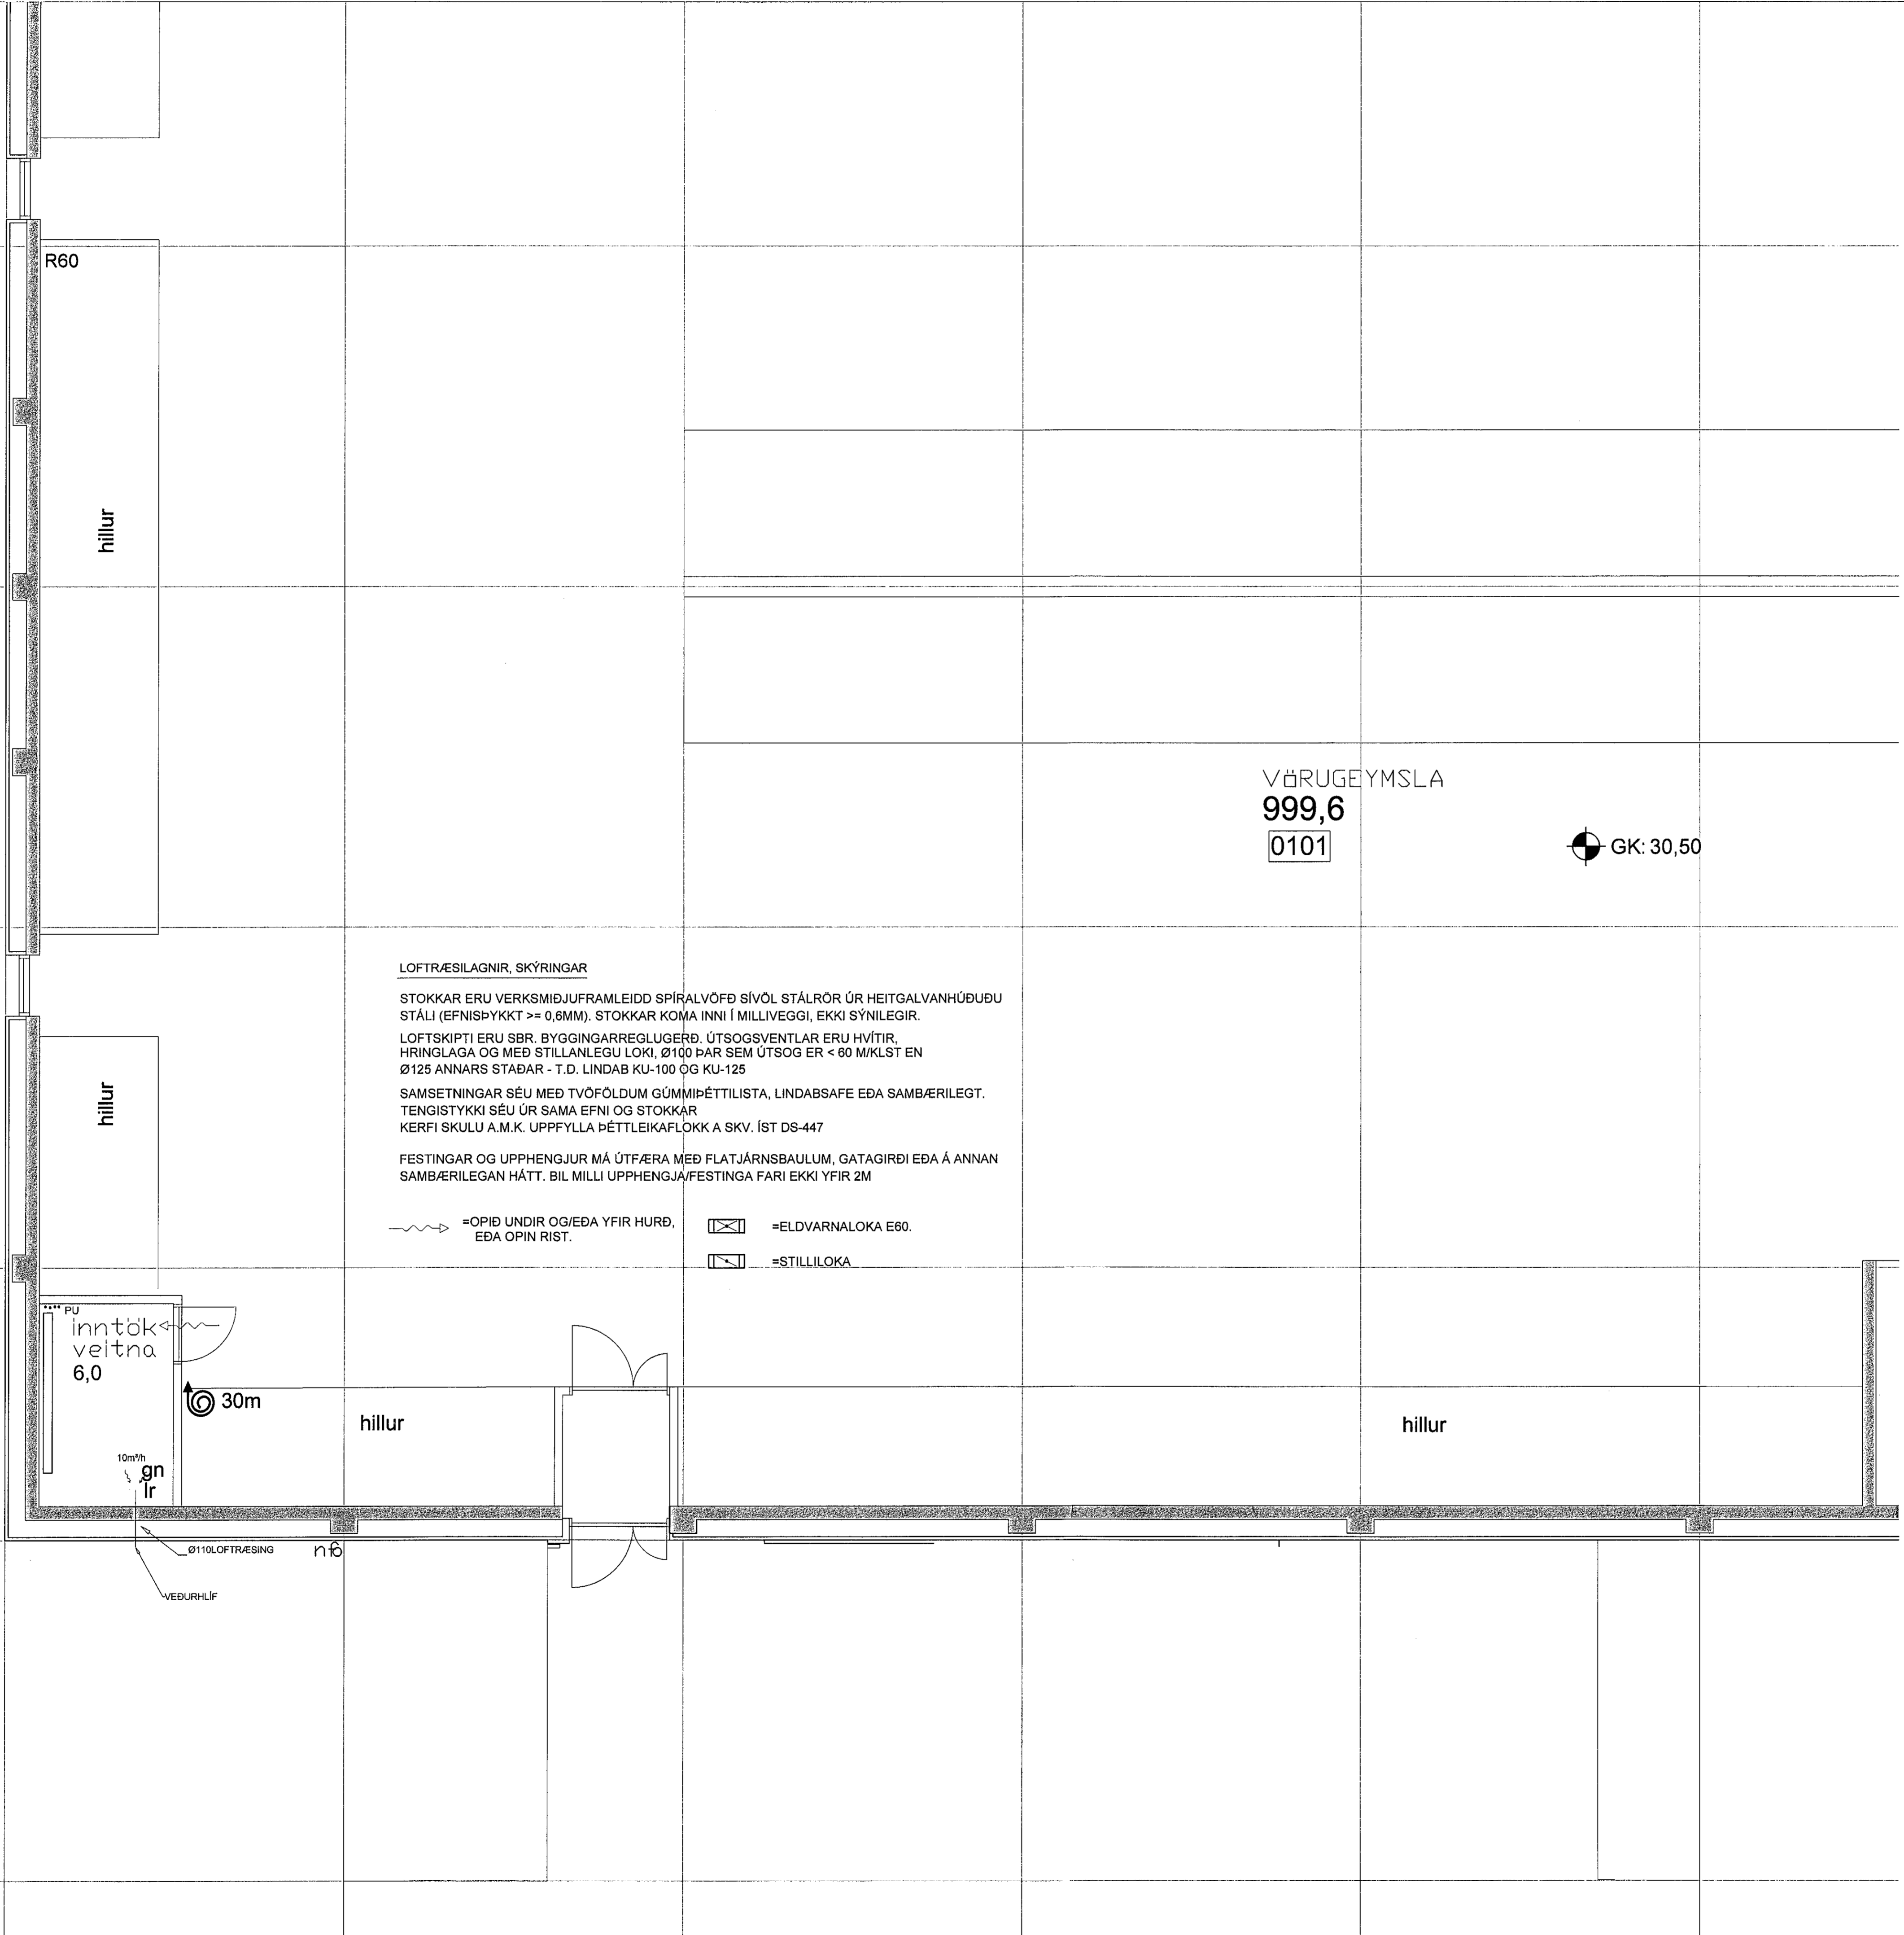 R60
hillur
VÖRUGEYMSLA
999,6
0101
GK: 30,50
LOFTRÆSILAGNIR, SKÝRINGAR
STOKKAR ERU VERKSMIÐJUFRAMLEIDD SPÍRALVÖFÐ SÍVÖL STÁLRÖR ÚR HEITGALVANHÚÐUÐU
STÁLI (EFNISÞYKKT >= 0,6MM). STOKKAR KOMA INNI Í MILLIVEGGI, EKKI SÝNILEGIR.
LOFTSKIPTI ERU SBR. BYGGINGARREGLUGERÐ. ÚTSOGSVENTLAR ERU HVÍTIR,
HRINGLAGA OG MEÐ STILLANLEGU LOKI, Ø100 ÞAR SEM ÚTSOG ER < 60 M/KLST EN
Ø125 ANNARS STAÐAR - T.D. LINDAB KU-100 OG KU-125
SAMSETNINGAR SÉU MEÐ TVÖFÖLDUM GÚMMIÞÉTTILISTA, LINDABSAFE EÐA SAMBÆRILEGT.
TENGISTYKKI SÉU ÚR SAMA EFNI OG STOKKAR
KERFI SKULU A.M.K. UPPFYLLA ÞÉTTLEIKAFLOKK A SKV. ÍST DS-447
FESTINGAR OG UPPHENGJUR MÁ ÚTFÆRA MEÐ FLATJÁRNSBAULUM, GATAGIRÐI EÐA Á ANNAN
SAMBÆRILEGAN HÁTT. BIL MILLI UPPHENGJA/FESTINGA FARI EKKI YFIR 2M
=OPIÐ UNDIR OG/EÐA YFIR HURÐ,
EÐA OPIN RIST.
=ELDVARNALOKA E60.
=STILLILOKA
hillur
PU
inntök
veitna
6,0
30m
hillur
hillur
10m³/h
gn
lr
Ø110LOFTRÆSING
VEÐURHLÍF